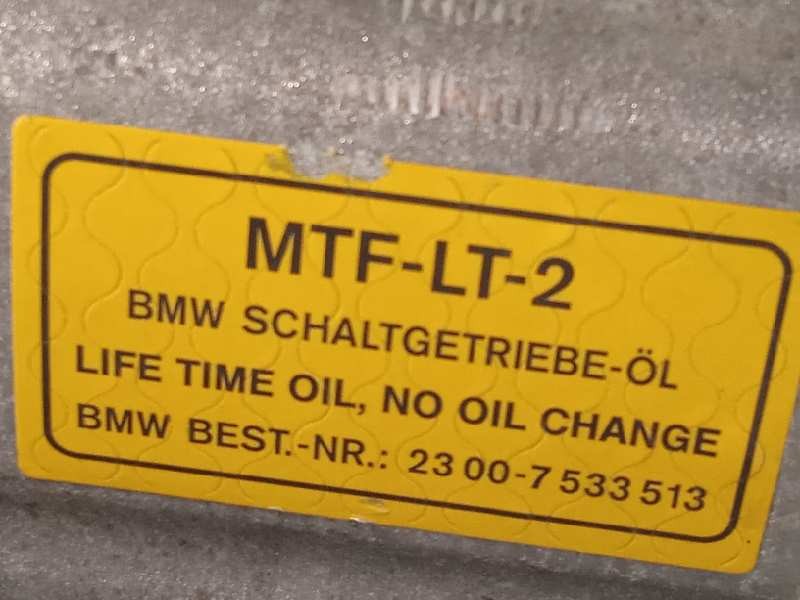 MTF-LT-2
BMW SCHALTGETRIEBE-ÖL
LIFE TIME OIL, NO OIL CHANGE
BMW BEST.-NR.: 23 00-7 533 513